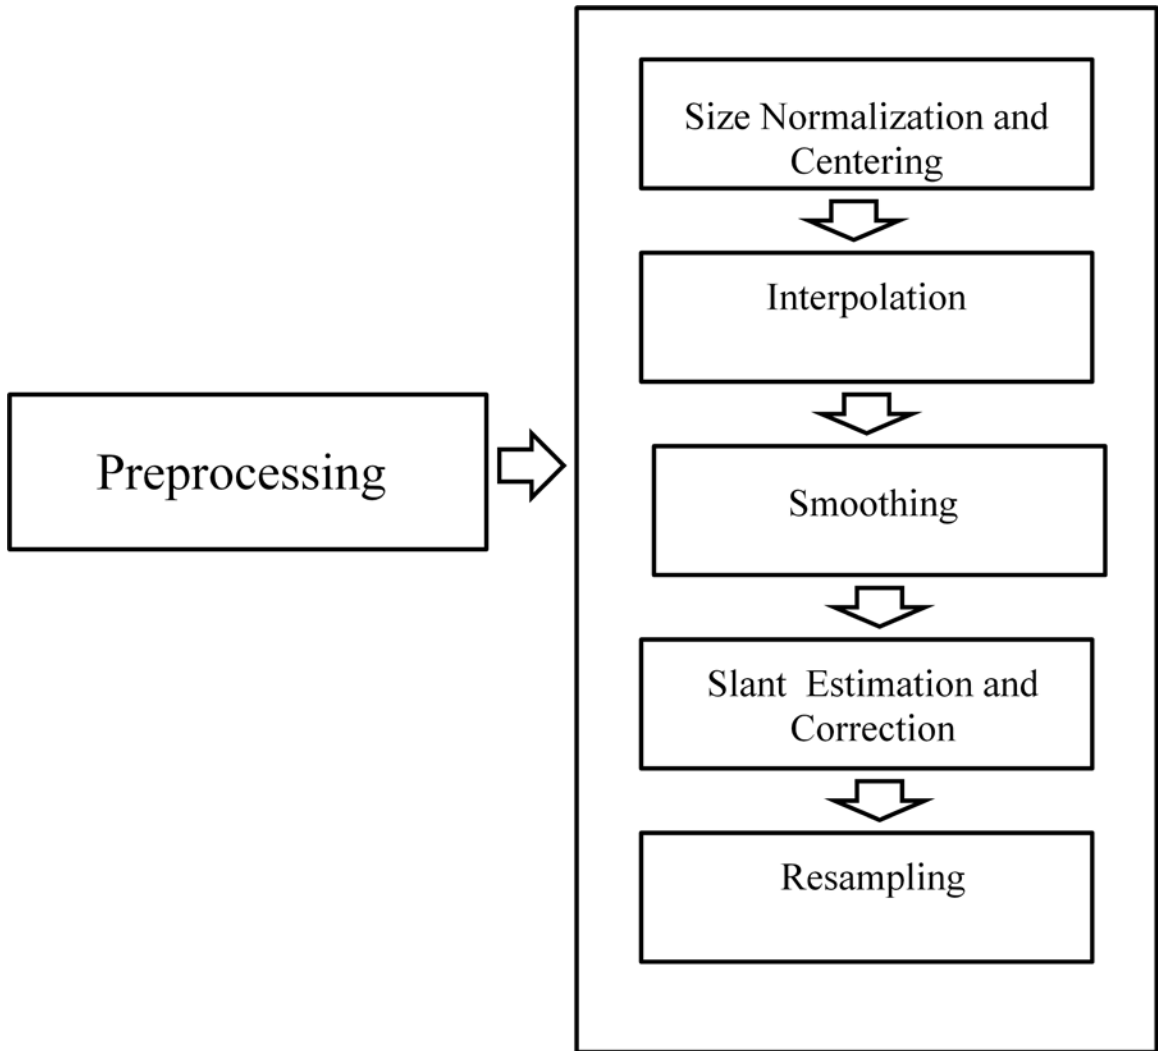 Preprocessing
Size Normalization and
Centering
Interpolation
Smoothing
Slant Estimation and
Correction
Resampling